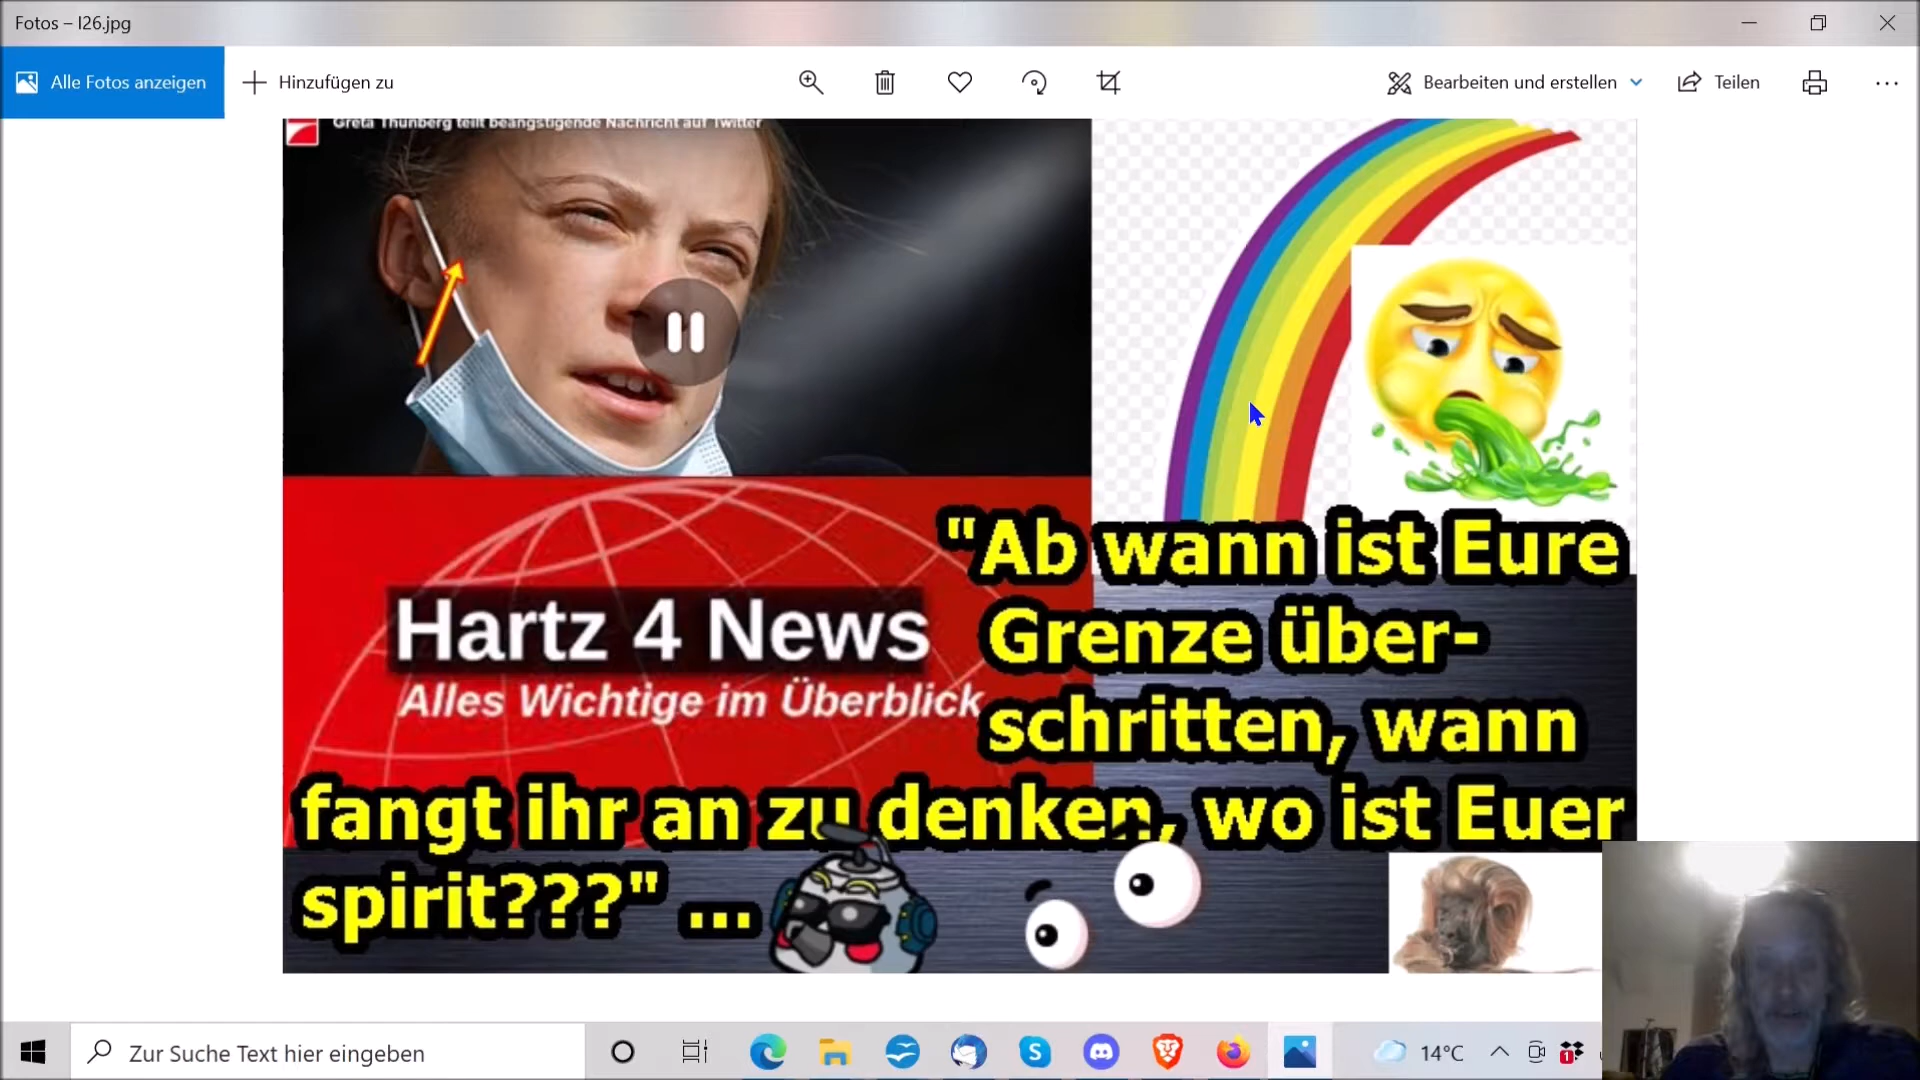 Fotos – l26.jpg
Alle Fotos anzeigen
Hinzufügen zu
Bearbeiten und erstellen
Teilen
Greta Thunberg teilt beängstigende Nachricht auf Twitter
Hartz 4 News
Alles Wichtige im Überblick
"Ab wann ist Eure
Grenze über-
schritten, wann
fangt ihr an zu denken, wo ist Euer
spirit???" ...
Zur Suche Text hier eingeben
S
14°C
1